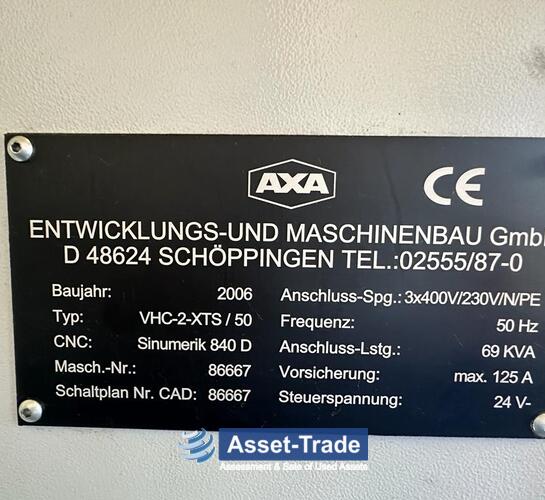 AXA CE
ENTWICKLUNGS-UND MASCHINENBAU Gmb
D 48624 SCHÖPPINGEN TEL.:02555/87-0
Baujahr: 2006 Anschluss-Spg.: 3x400V/230V/N/PE
Typ: VHC-2-XTS / 50 Frequenz: 50 Hz
CNC: Sinumerik 840 D Anschluss-Lstg.: 69 KVA
Masch.-Nr.: 86667 Vorsicherung: max. 125 A
Schaltplan Nr. CAD: 86667 Steuerspannung: 24 V-
Asset-Trade
Assessment & Sale of Used Assets